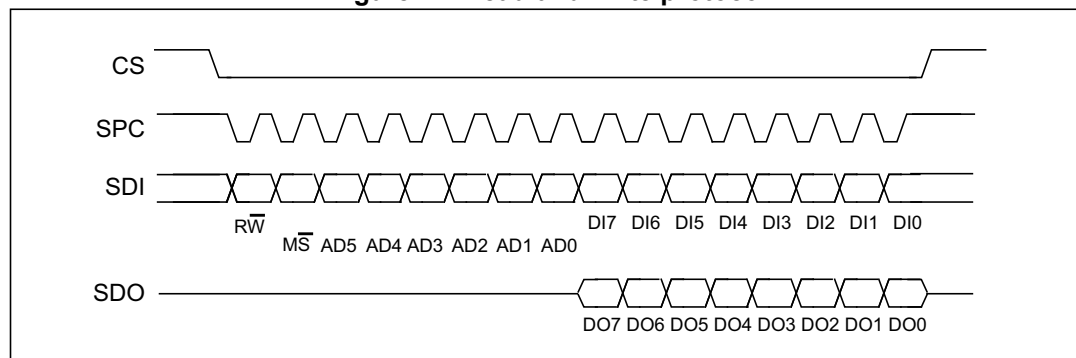 CS
SPC
SDI
RW̅
DI7 DI6 DI5 DI4 DI3 DI2 DI1 DI0
MS̅ AD5 AD4 AD3 AD2 AD1 AD0
SDO
DO7 DO6 DO5 DO4 DO3 DO2 DO1 DO0